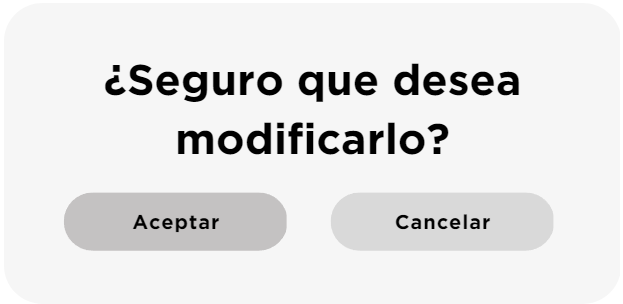 ¿Seguro que desea
modificarlo?
Aceptar
Cancelar